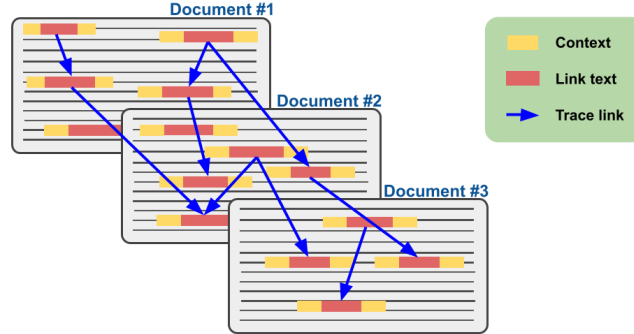 Document #1
Document #2
Document #3
Context
Link text
Trace link